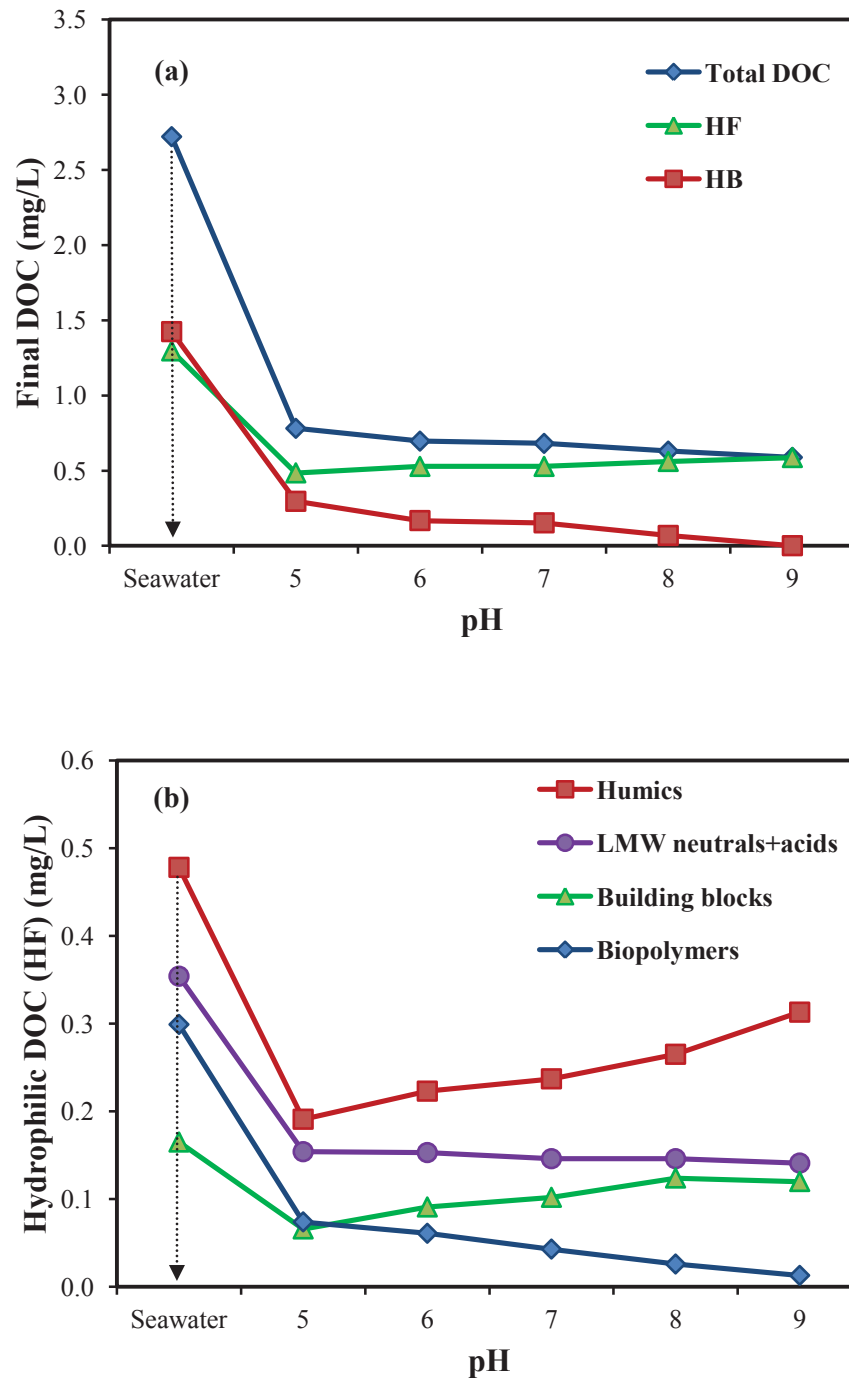 3.5
(a)
Total DOC
3.0
HF
2.5
HB
2.0
1.5
1.0
0.5
0.0
Final DOC (mg/L)
Seawater 5 6 7 8 9
pH
0.6
(b)
Humics
LMW neutrals+acids
0.5
Building blocks
0.4
Biopolymers
0.3
0.2
0.1
0.0
Hydrophilic DOC (HF) (mg/L)
Seawater 5 6 7 8 9
pH